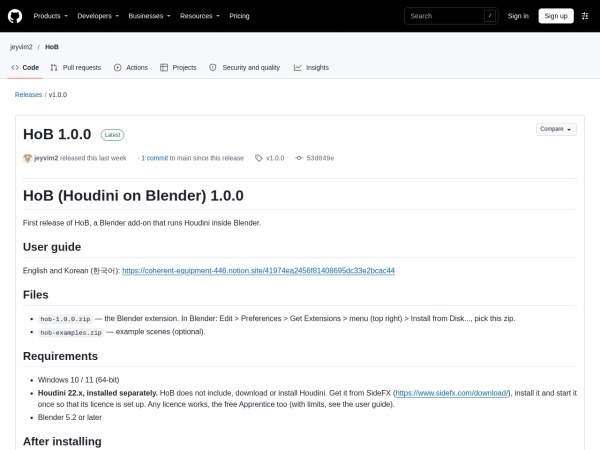 Products Developers Businesses Resources Pricing Search / Sign in Sign up
jeyvim2 / HoB
Code Pull requests Actions Projects Security and quality Insights
Releases / v1.0.0
HoB 1.0.0 Latest Compare
jeyvim2 released this last week · 1 commit to main since this release v1.0.0 53d849e
HoB (Houdini on Blender) 1.0.0
First release of HoB, a Blender add-on that runs Houdini inside Blender.
User guide
English and Korean (한국어): https://coherent-equipment-446.notion.site/41974ea2456f81408695dc33e2bcac44
Files
• hob-1.0.0.zip — the Blender extension. In Blender: Edit > Preferences > Get Extensions > menu (top right) > Install from Disk..., pick this zip.
• hob-examples.zip — example scenes (optional).
Requirements
• Windows 10 / 11 (64-bit)
• Houdini 22.x, installed separately. HoB does not include, download or install Houdini. Get it from SideFX (https://www.sidefx.com/download/), install it and start it
once so that its licence is set up. Any licence works, the free Apprentice too (with limits, see the user guide).
• Blender 5.2 or later
After installing